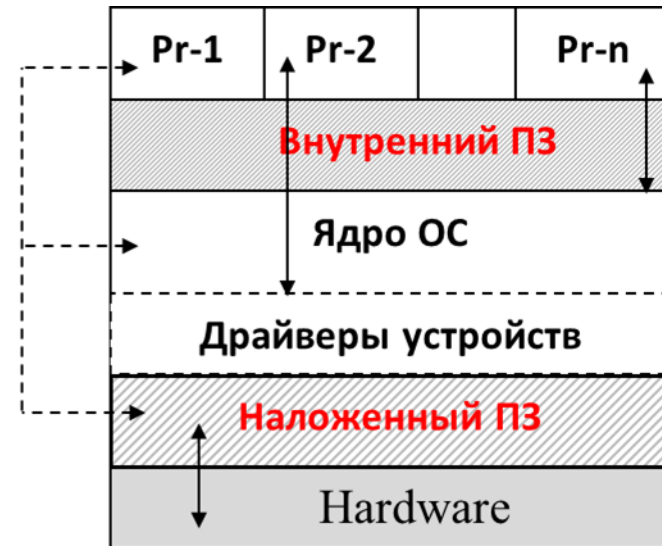 Pr-1 Pr-2 Pr-n
Внутренний ПЗ
Ядро ОС
Драйверы устройств
Наложенный ПЗ
Hardware